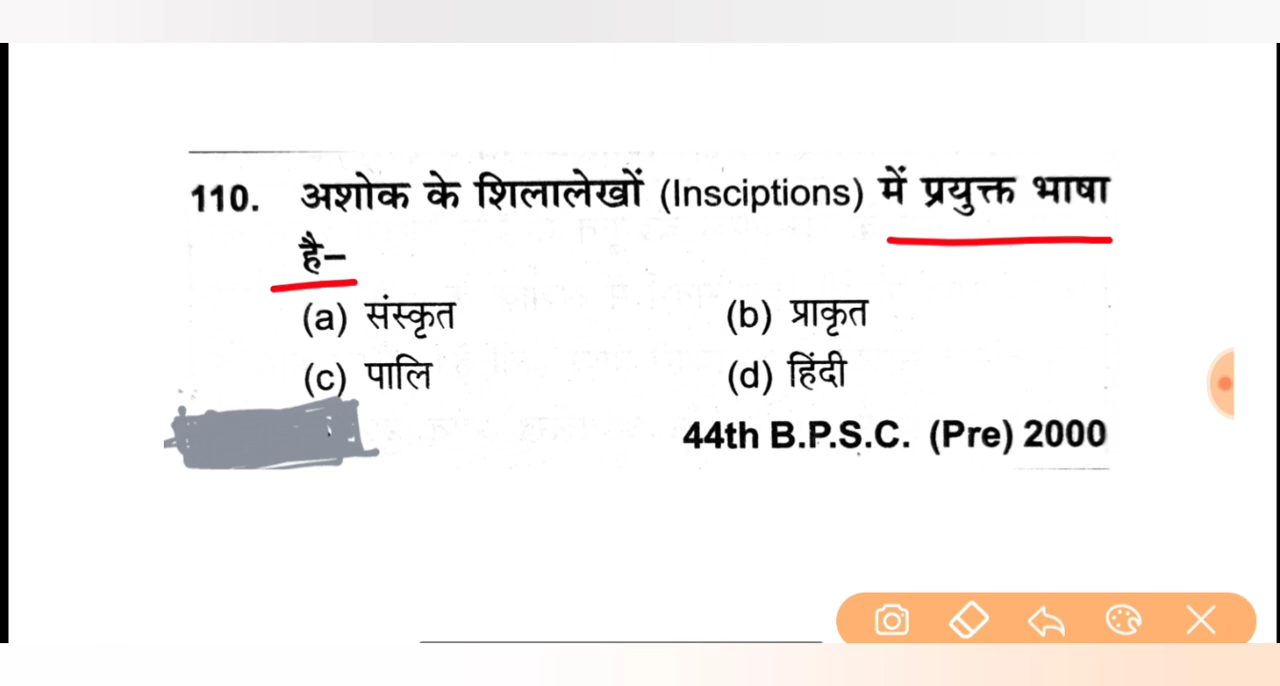 110. अशोक के शिलालेखों (Insciptions) में प्रयुक्त भाषा
है–
(a) संस्कृत (b) प्राकृत
(c) पालि (d) हिंदी
44th B.P.S.C. (Pre) 2000